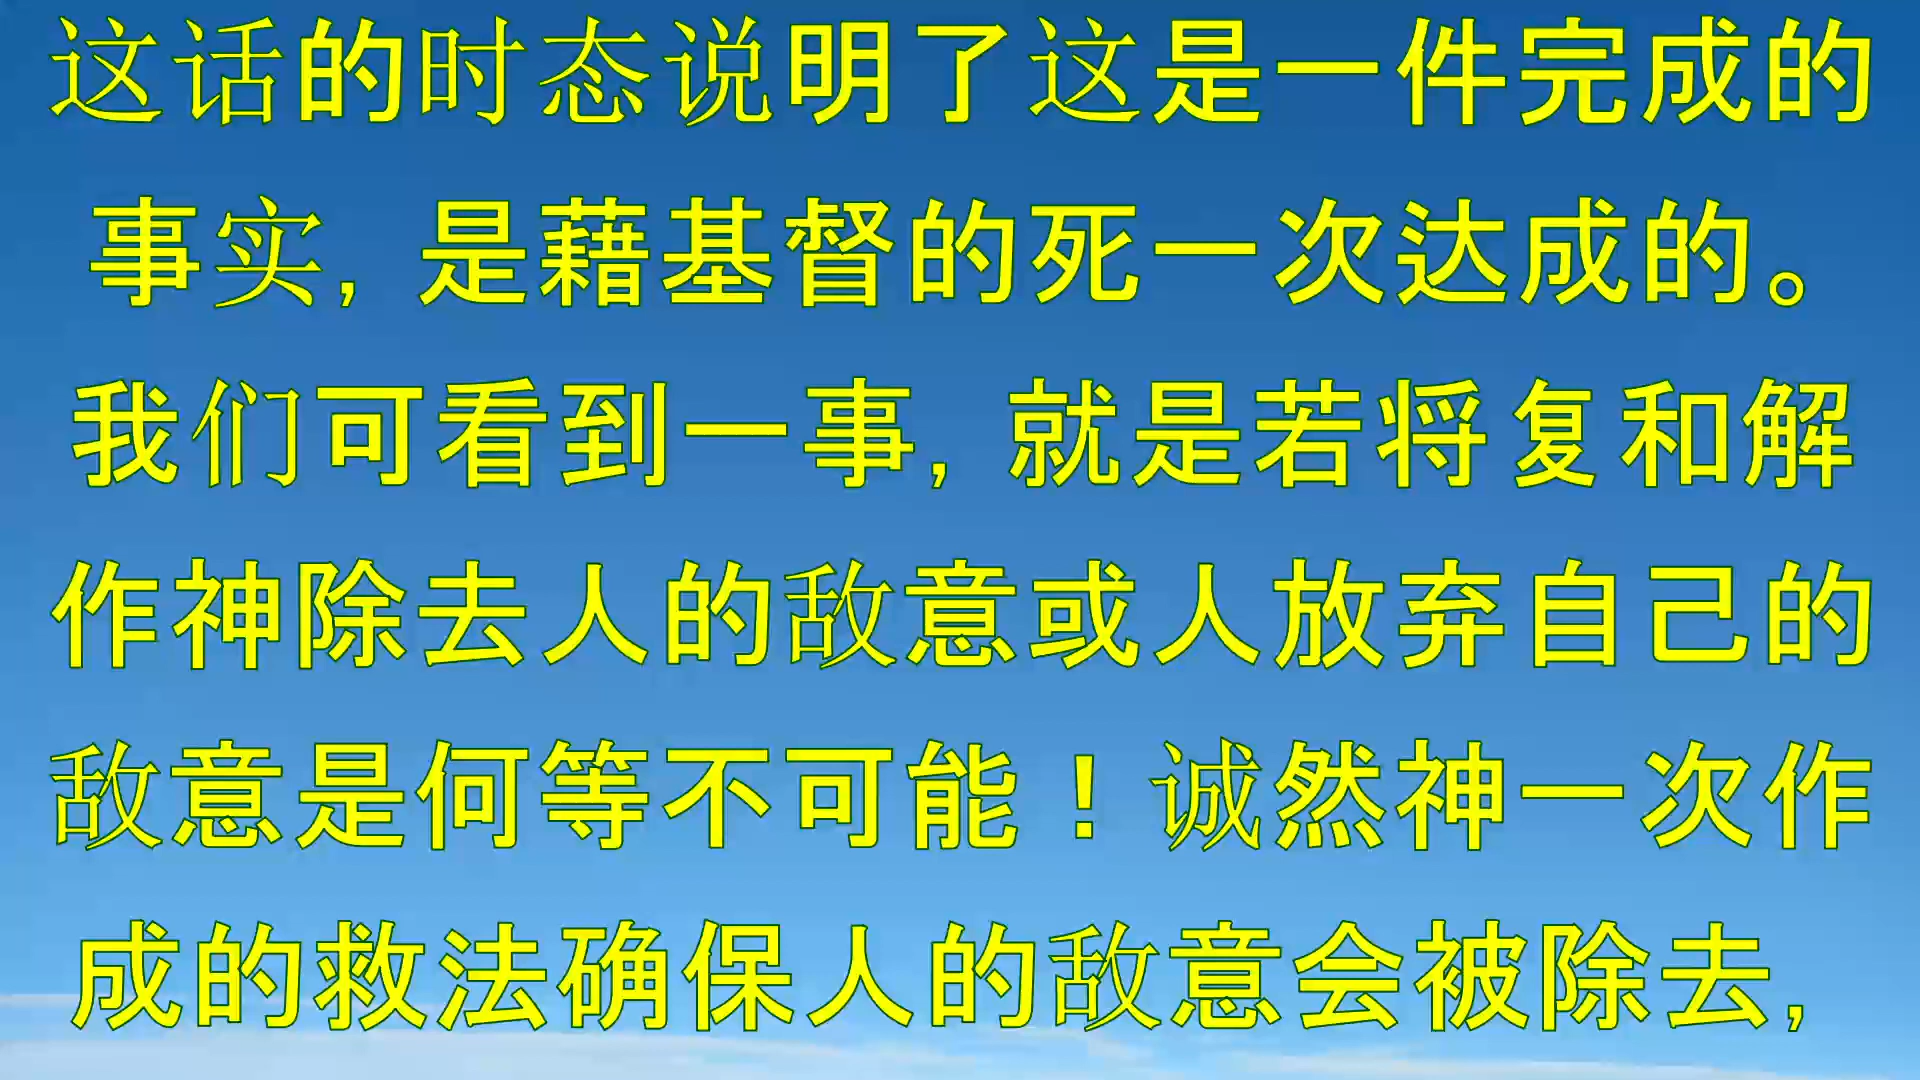 这话的时态说明了这是一件完成的
事实, 是藉基督的死一次达成的。
我们可看到一事, 就是若将复和解
作神除去人的敌意或人放弃自己的
敌意是何等不可能！诚然神一次作
成的救法确保人的敌意会被除去,